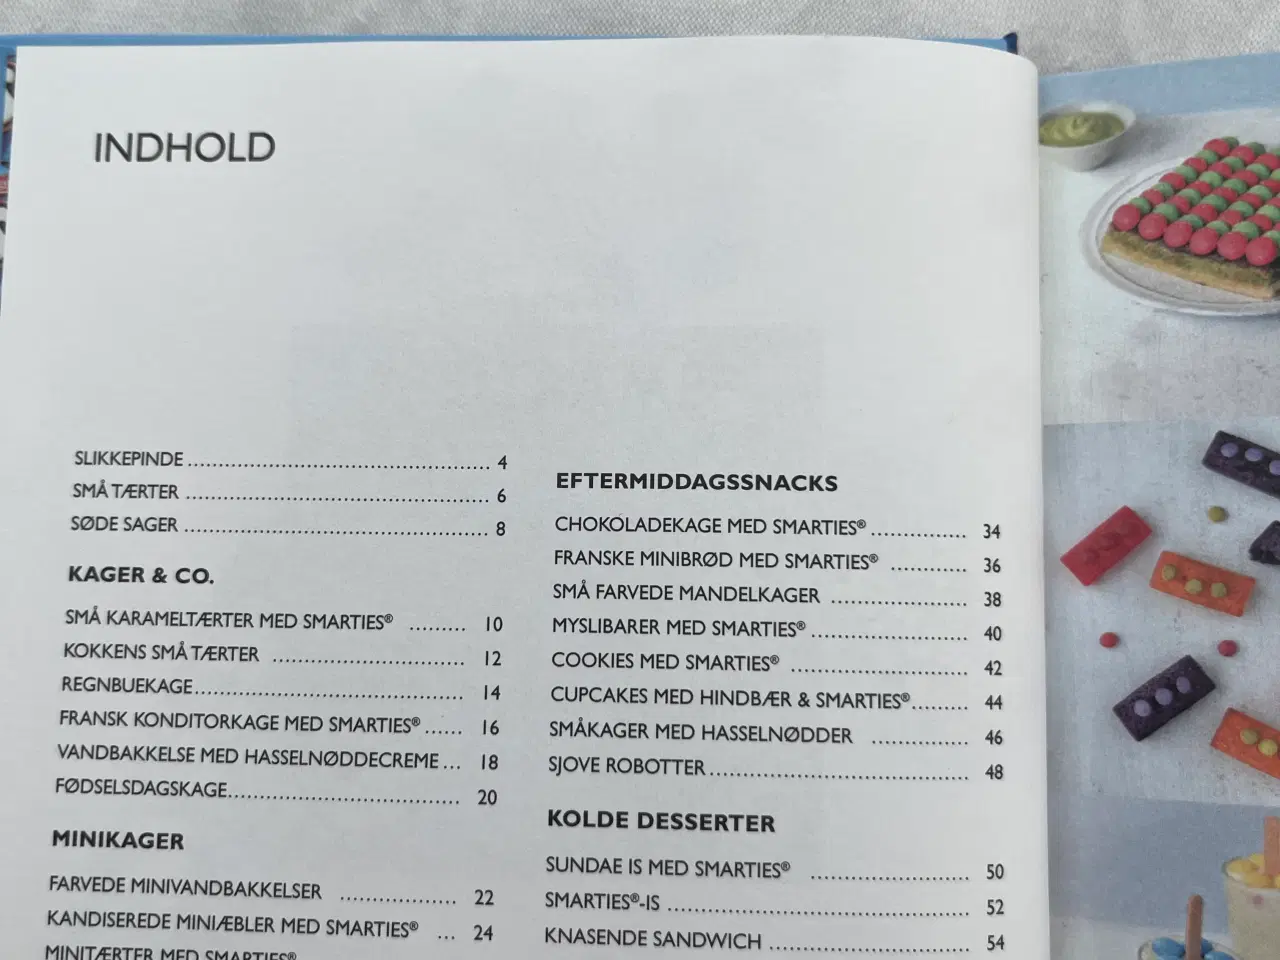 INDHOLD
SLIKKEPINDE ........ 4
SMÅ TÆRTER ........ 6
SØDE SAGER ........ 8
KAGER & CO.
SMÅ KARAMELTÆRTER MED SMARTIES® ........ 10
KOKKENS SMÅ TÆRTER ........ 12
REGNBUEKAGE ........ 14
FRANSK KONDITORKAGE MED SMARTIES® ...... 16
VANDBAKKELSE MED HASSELNØDDECREME ... 18
FØDSELSDAGSKAGE ........ 20
MINIKAGER
FARVEDE MINIVANDBAKKELSER ........ 22
KANDISEREDE MINIÆBLER MED SMARTIES® ... 24
MINITÆRTER MED SMARTIES®
EFTERMIDDAGSSNACKS
CHOKOLADEKAGE MED SMARTIES® ........ 34
FRANSKE MINIBRØD MED SMARTIES® ........ 36
SMÅ FARVEDE MANDELKAGER ........ 38
MYSLIBARER MED SMARTIES® ........ 40
COOKIES MED SMARTIES® ........ 42
CUPCAKES MED HINDBÆR & SMARTIES® ........ 44
SMÅKAGER MED HASSELNØDDER ........ 46
SJOVE ROBOTTER ........ 48
KOLDE DESSERTER
SUNDAE IS MED SMARTIES® ........ 50
SMARTIES®-IS ........ 52
KNASENDE SANDWICH ........ 54